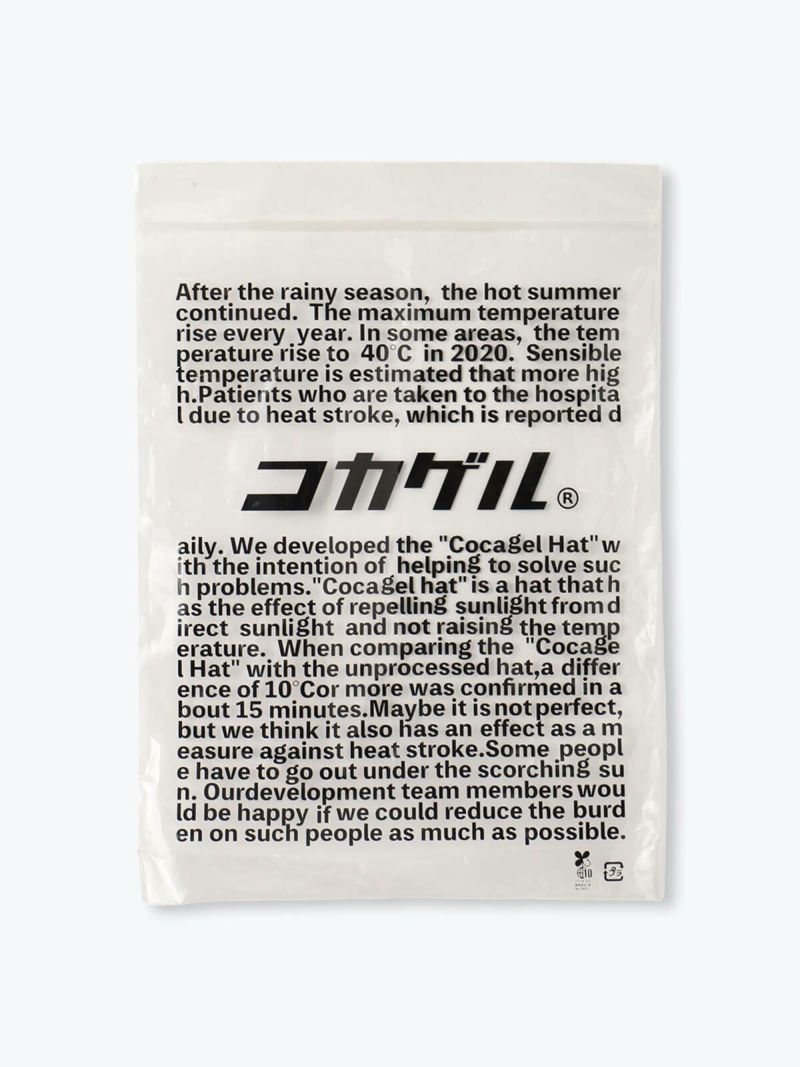 After the rainy season, the hot summer
continued. The maximum temperature
rise every year. In some areas, the tem
perature rise to 40°C in 2020. Sensible
temperature is estimated that more hig
h.Patients who are taken to the hospita
l due to heat stroke, which is reported d
コカゲル®
aily. We developed the "Cocagel Hat" w
ith the intention of helping to solve suc
h problems."Cocagel hat" is a hat that h
as the effect of repelling sunlight from d
irect sunlight and not raising the temp
erature. When comparing the "Cocage
l Hat" with the unprocessed hat,a differ
ence of 10°Cor more was confirmed in a
bout 15 minutes.Maybe it is not perfect,
but we think it also has an effect as a m
easure against heat stroke.Some peopl
e have to go out under the scorching su
n. Ourdevelopment team members wou
ld be happy if we could reduce the burd
en on such people as much as possible.
10
プラ